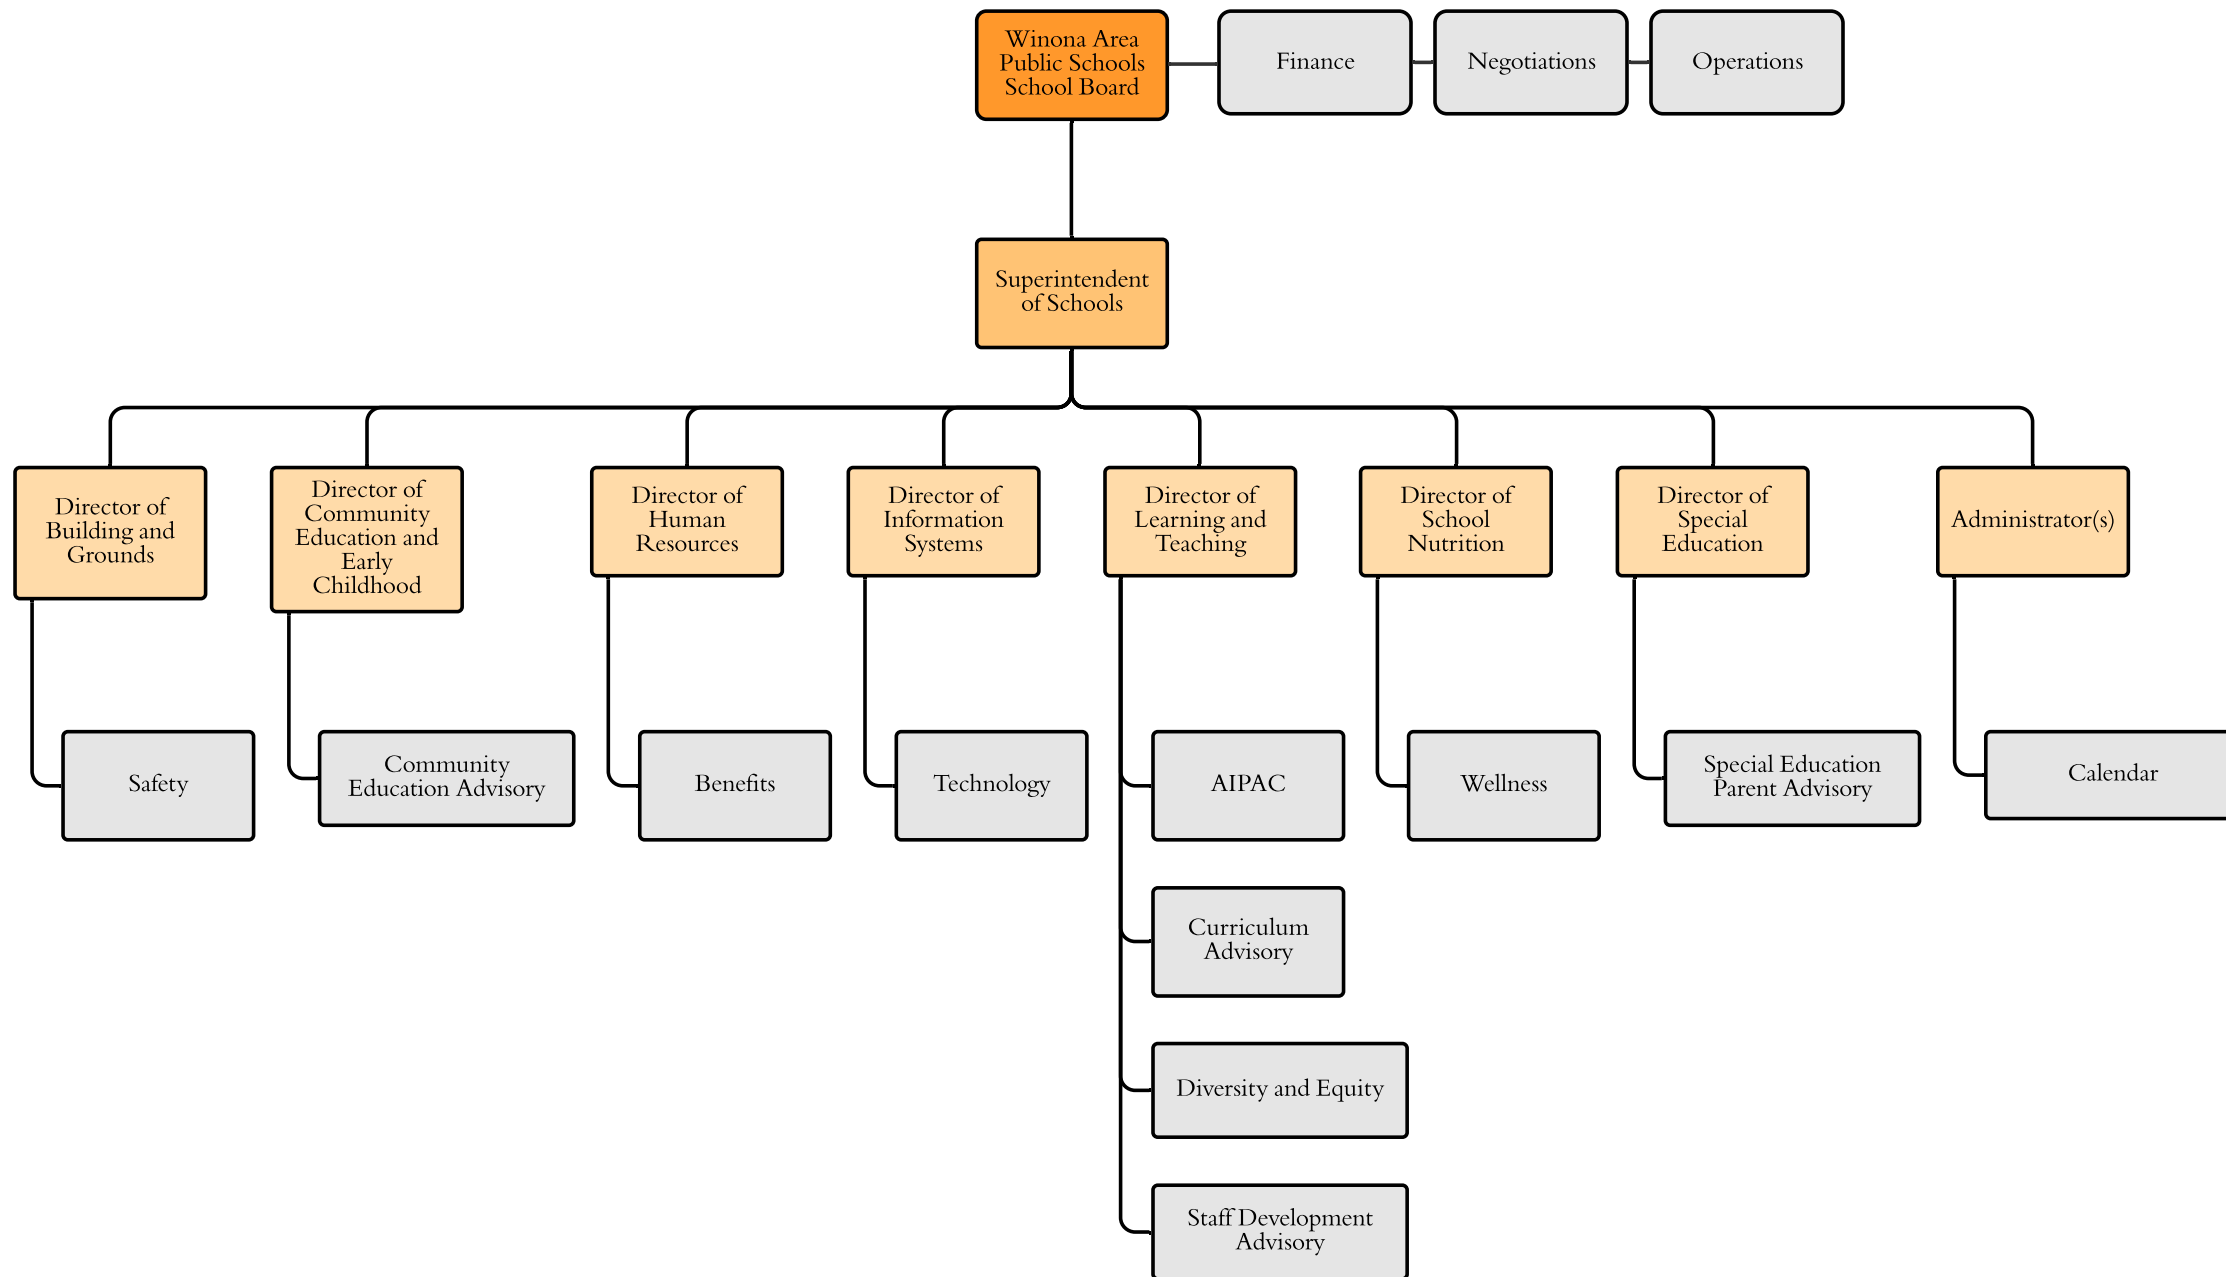 Winona Area
Public Schools
School Board
Finance
Negotiations
Operations
Superintendent
of Schools
Director of
Building and
Grounds
Director of
Community
Education and
Early
Childhood
Director of
Human
Resources
Director of
Information
Systems
Director of
Learning and
Teaching
Director of
School
Nutrition
Director of
Special
Education
Administrator(s)
Safety
Community
Education Advisory
Benefits
Technology
AIPAC
Wellness
Special Education
Parent Advisory
Calendar
Curriculum
Advisory
Diversity and Equity
Staff Development
Advisory